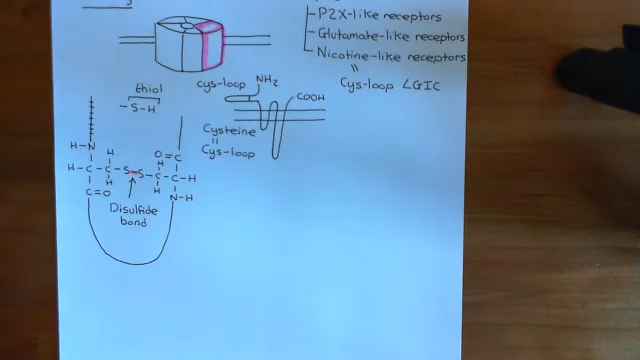 P2X-like receptors
Glutamate-like receptors
Nicotine-like receptors
Cys-loop LGIC
cys-loop
NH2
COOH
Cysteine
Cys-loop
thiol
-S-H
H-N
O=C
H
H
H-C-C-S-S-C-C-H
H
H
C=O
N-H
Disulfide
bond